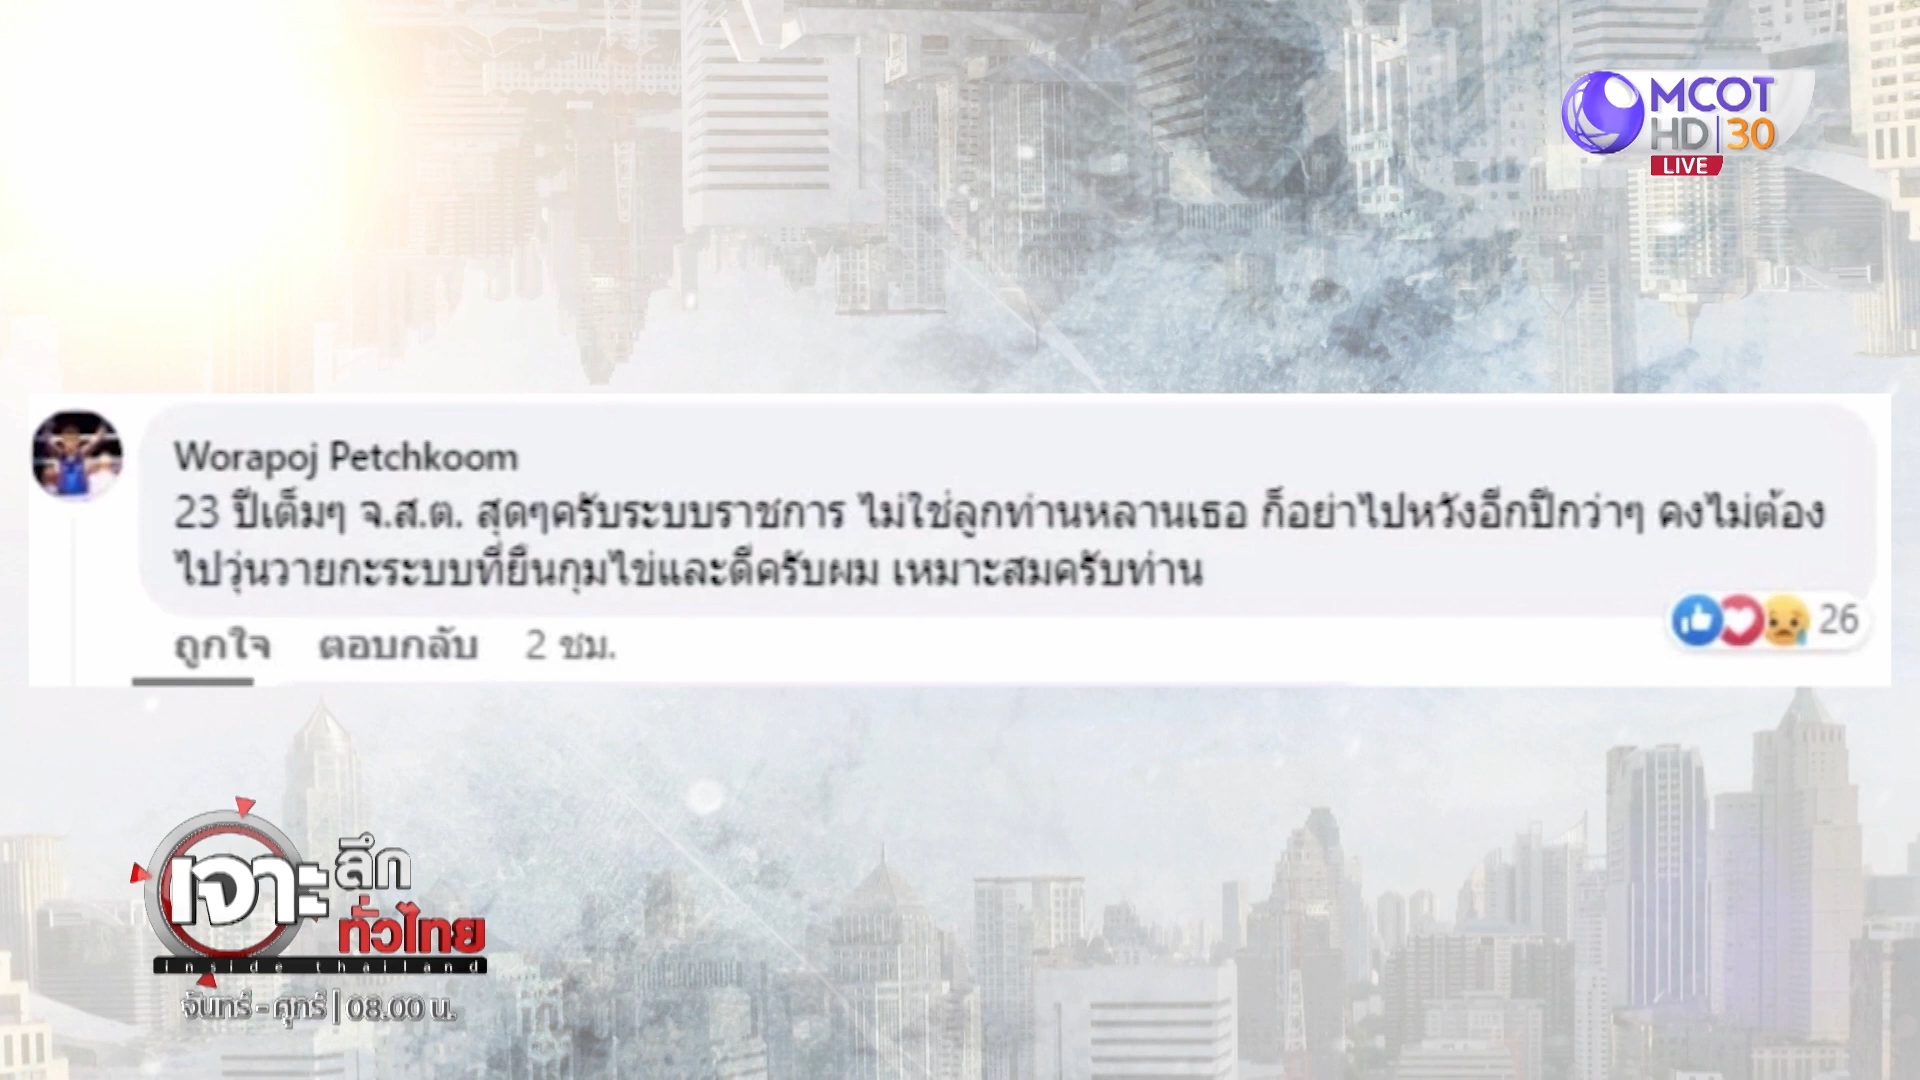 MCOT
HD 30
LIVE
Worapoj Petchkoom
23 ปีเต็มๆ จ.ส.ต. สุดๆครับระบบราชการ ไม่ใช่ลูกท่านหลานเธอ ก็อย่าไปหวังอีกปีกว่าๆ คงไม่ต้อง
ไปวุ่นวายกะระบบที่ยืนกุมไข่และดีครับผม เหมาะสมครับท่าน
26
ถูกใจ ตอบกลับ 2 ชม.
เจาะลึก
ทั่วไทย
inside thailand
จันทร์ - ศุกร์ | 08.00 น.